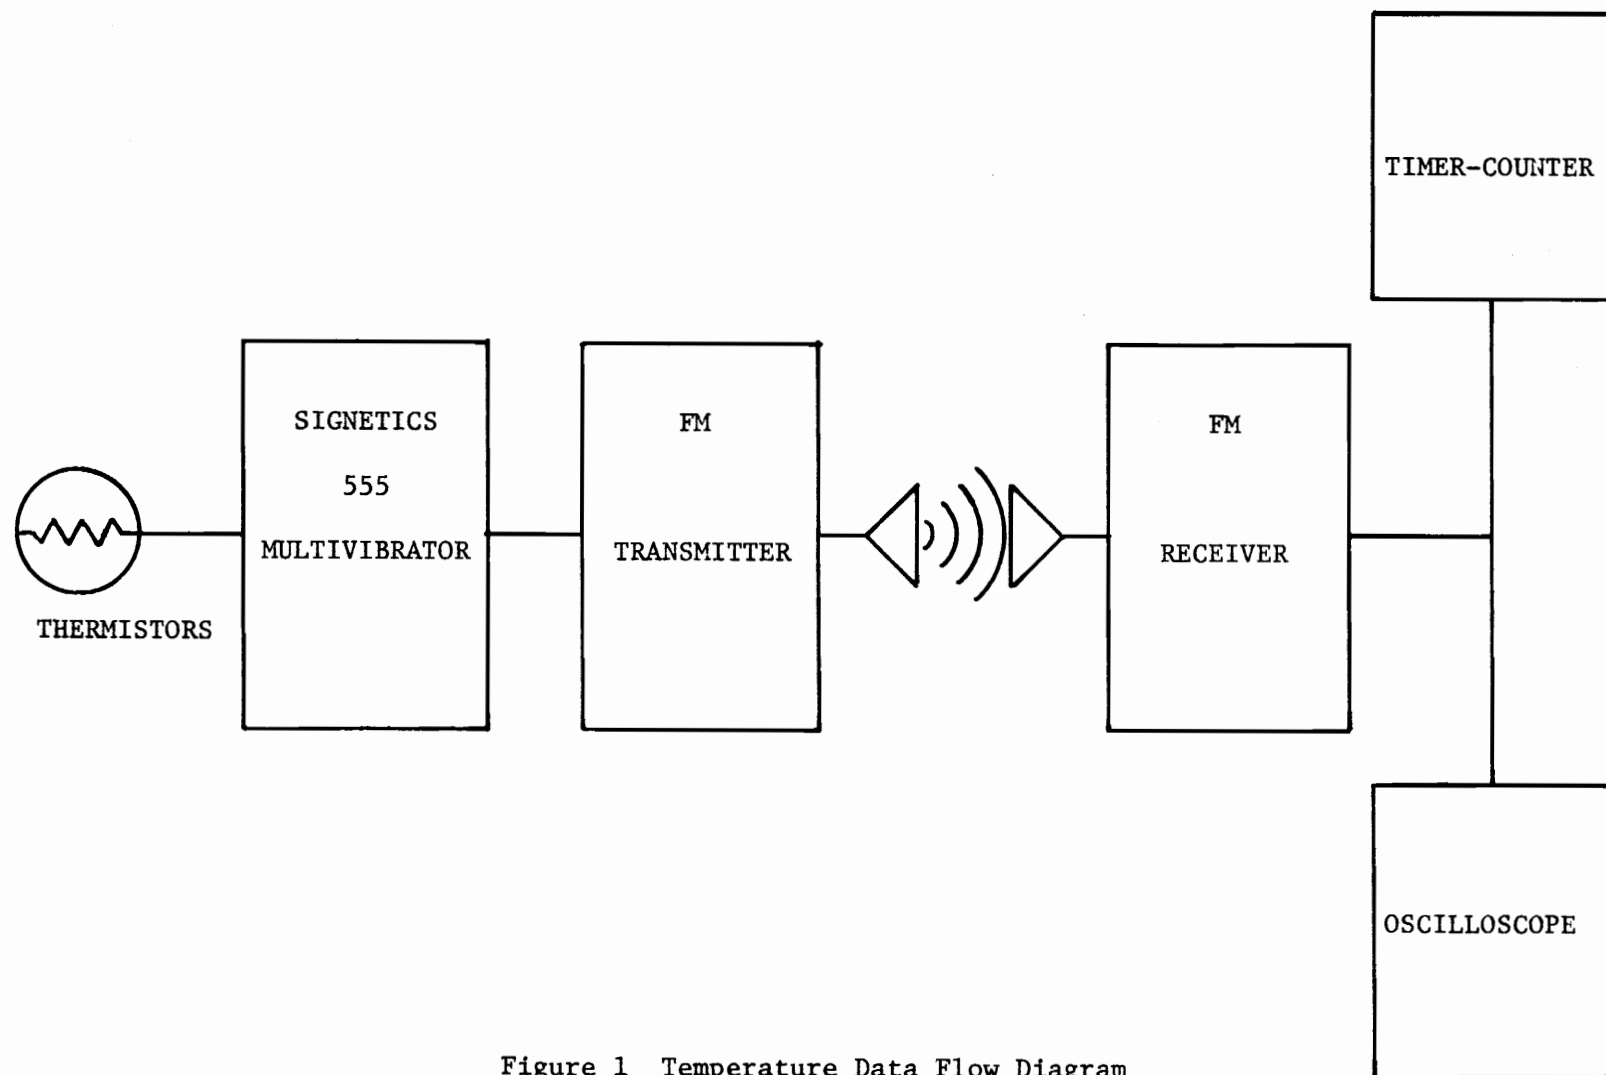 TIMER-COUNTER
SIGNETICS
555
MULTIVIBRATOR
FM
TRANSMITTER
FM
RECEIVER
THERMISTORS
OSCILLOSCOPE
Figure 1 Temperature Data Flow Diagram